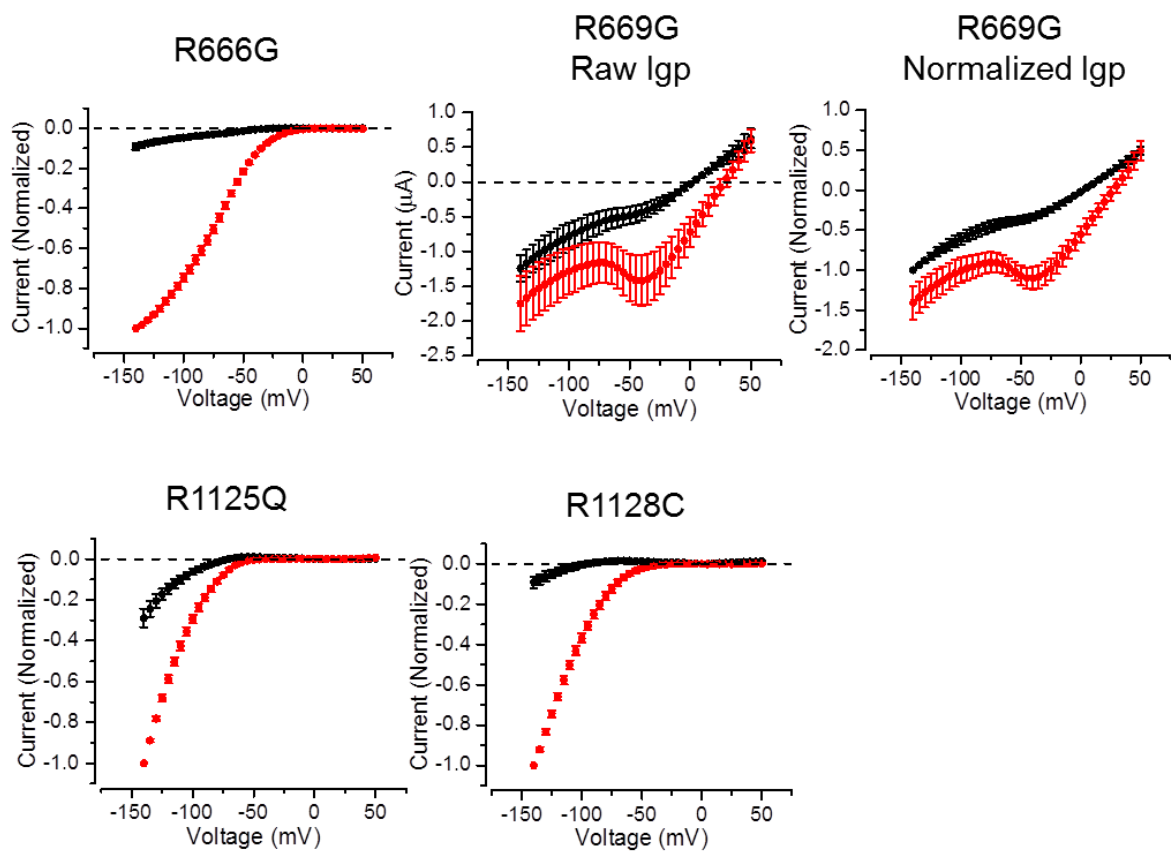 R666G
R669G
Raw Igp
R669G
Normalized Igp
Current (Normalized)
0.0
-0.2
-0.4
-0.6
-0.8
-1.0
-150 -100 -50 0 50
Voltage (mV)
Current (μA)
1.0
0.5
0.0
-0.5
-1.0
-1.5
-2.0
-2.5
-150 -100 -50 0 50
Voltage (mV)
Current (Normalized)
1.0
0.5
0.0
-0.5
-1.0
-1.5
-2.0
-150 -100 -50 0 50
Voltage (mV)
R1125Q
Current (Normalized)
0.0
-0.2
-0.4
-0.6
-0.8
-1.0
-150 -100 -50 0 50
Voltage (mV)
R1128C
Current (Normalized)
0.0
-0.2
-0.4
-0.6
-0.8
-1.0
-150 -100 -50 0 50
Voltage (mV)